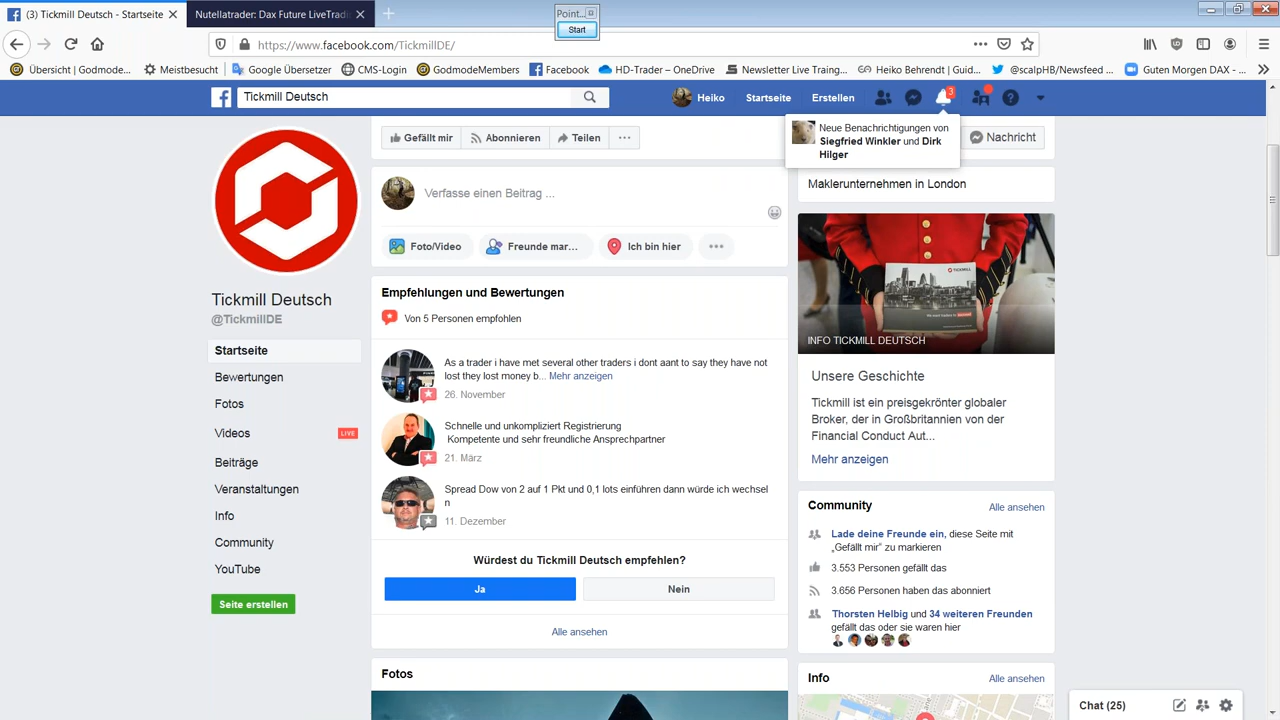 (3) Tickmill Deutsch - Startseite
Nutellatrader: Dax Future LiveTradi
Point...
Start
https://www.facebook.com/TickmillDE/
Übersicht | Godmode...
Meistbesucht
Google Übersetzer
CMS-Login
GodmodeMembers
Facebook
HD-Trader – OneDrive
Newsletter Live Traing...
Heiko Behrendt | Guid...
@scalpHB/Newsfeed ...
Guten Morgen DAX - ...
Tickmill Deutsch
Heiko
Startseite
Erstellen
3
Neue Benachrichtigungen von
Siegfried Winkler und Dirk
Hilger
Gefällt mir
Abonnieren
Teilen
Nachricht
Maklerunternehmen in London
Verfasse einen Beitrag ...
Foto/Video
Freunde mar...
Ich bin hier
Tickmill Deutsch
@TickmillDE
Startseite
Bewertungen
Fotos
Videos
LIVE
Beiträge
Veranstaltungen
Info
Community
YouTube
Seite erstellen
Empfehlungen und Bewertungen
Von 5 Personen empfohlen
As a trader i have met several other traders i dont aant to say they have not
lost they lost money b... Mehr anzeigen
26. November
Schnelle und unkompliziert Registrierung
Kompetente und sehr freundliche Ansprechpartner
21. März
Spread Dow von 2 auf 1 Pkt und 0,1 lots einführen dann würde ich wechsel
n
11. Dezember
Würdest du Tickmill Deutsch empfehlen?
Ja
Nein
Alle ansehen
Fotos
TICKMILL
INFO TICKMILL DEUTSCH
Unsere Geschichte
Tickmill ist ein preisgekrönter globaler
Broker, der in Großbritannien von der
Financial Conduct Aut...
Mehr anzeigen
Community
Alle ansehen
Lade deine Freunde ein, diese Seite mit
„Gefällt mir” zu markieren
3.553 Personen gefällt das
3.656 Personen haben das abonniert
Thorsten Helbig und 34 weiteren Freunden
gefällt das oder sie waren hier
Info
Alle ansehen
Chat (25)